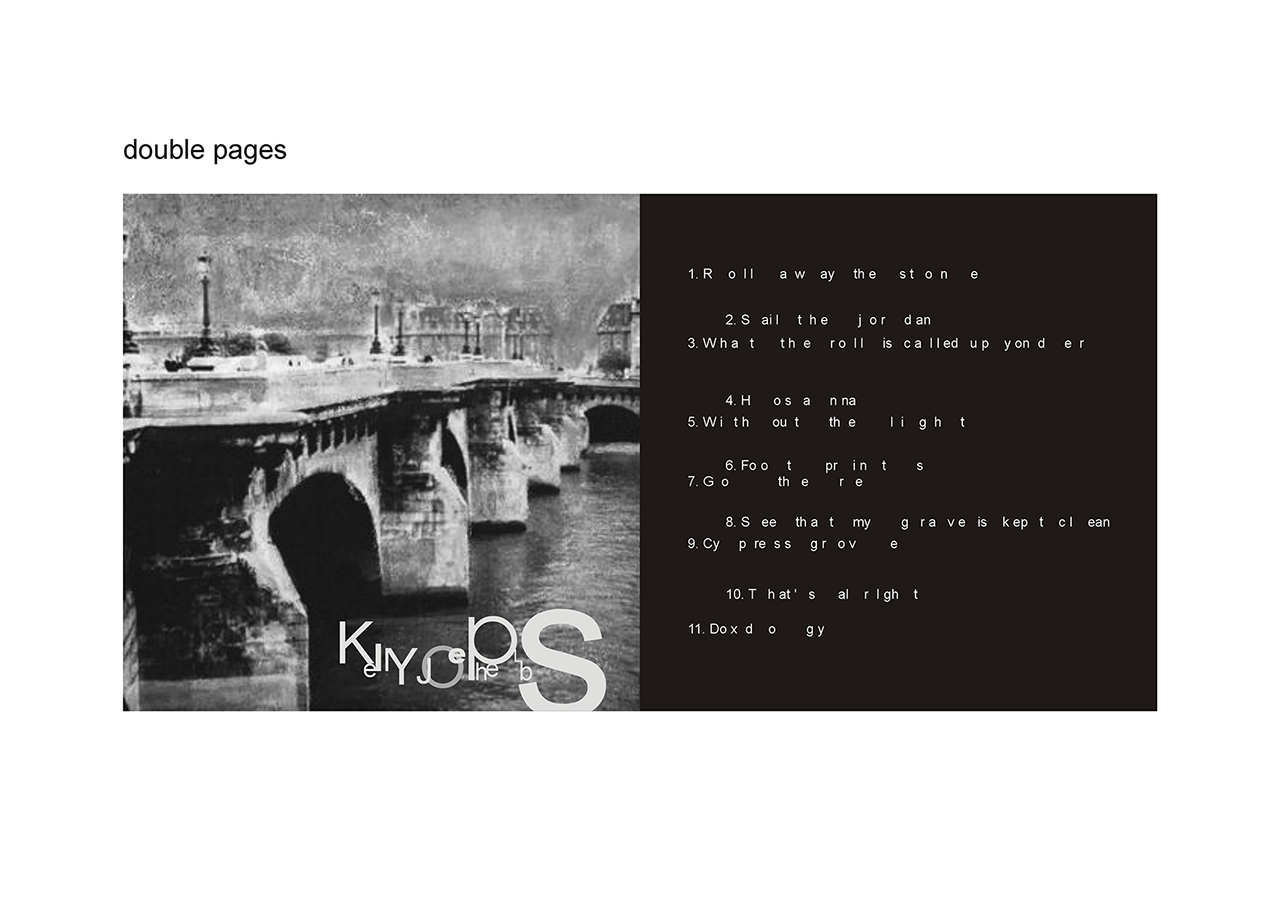 double pages
1. Roll away the stone
2. Sail the jordan
3. What the roll is called up yonder
4. Hosanna
5. Without the light
6. Footprints
7. Go there
8. See that my grave is kept clean
9. Cypress grove
10. That's alrIght
11. Doxdogy
Kelly Joe
S